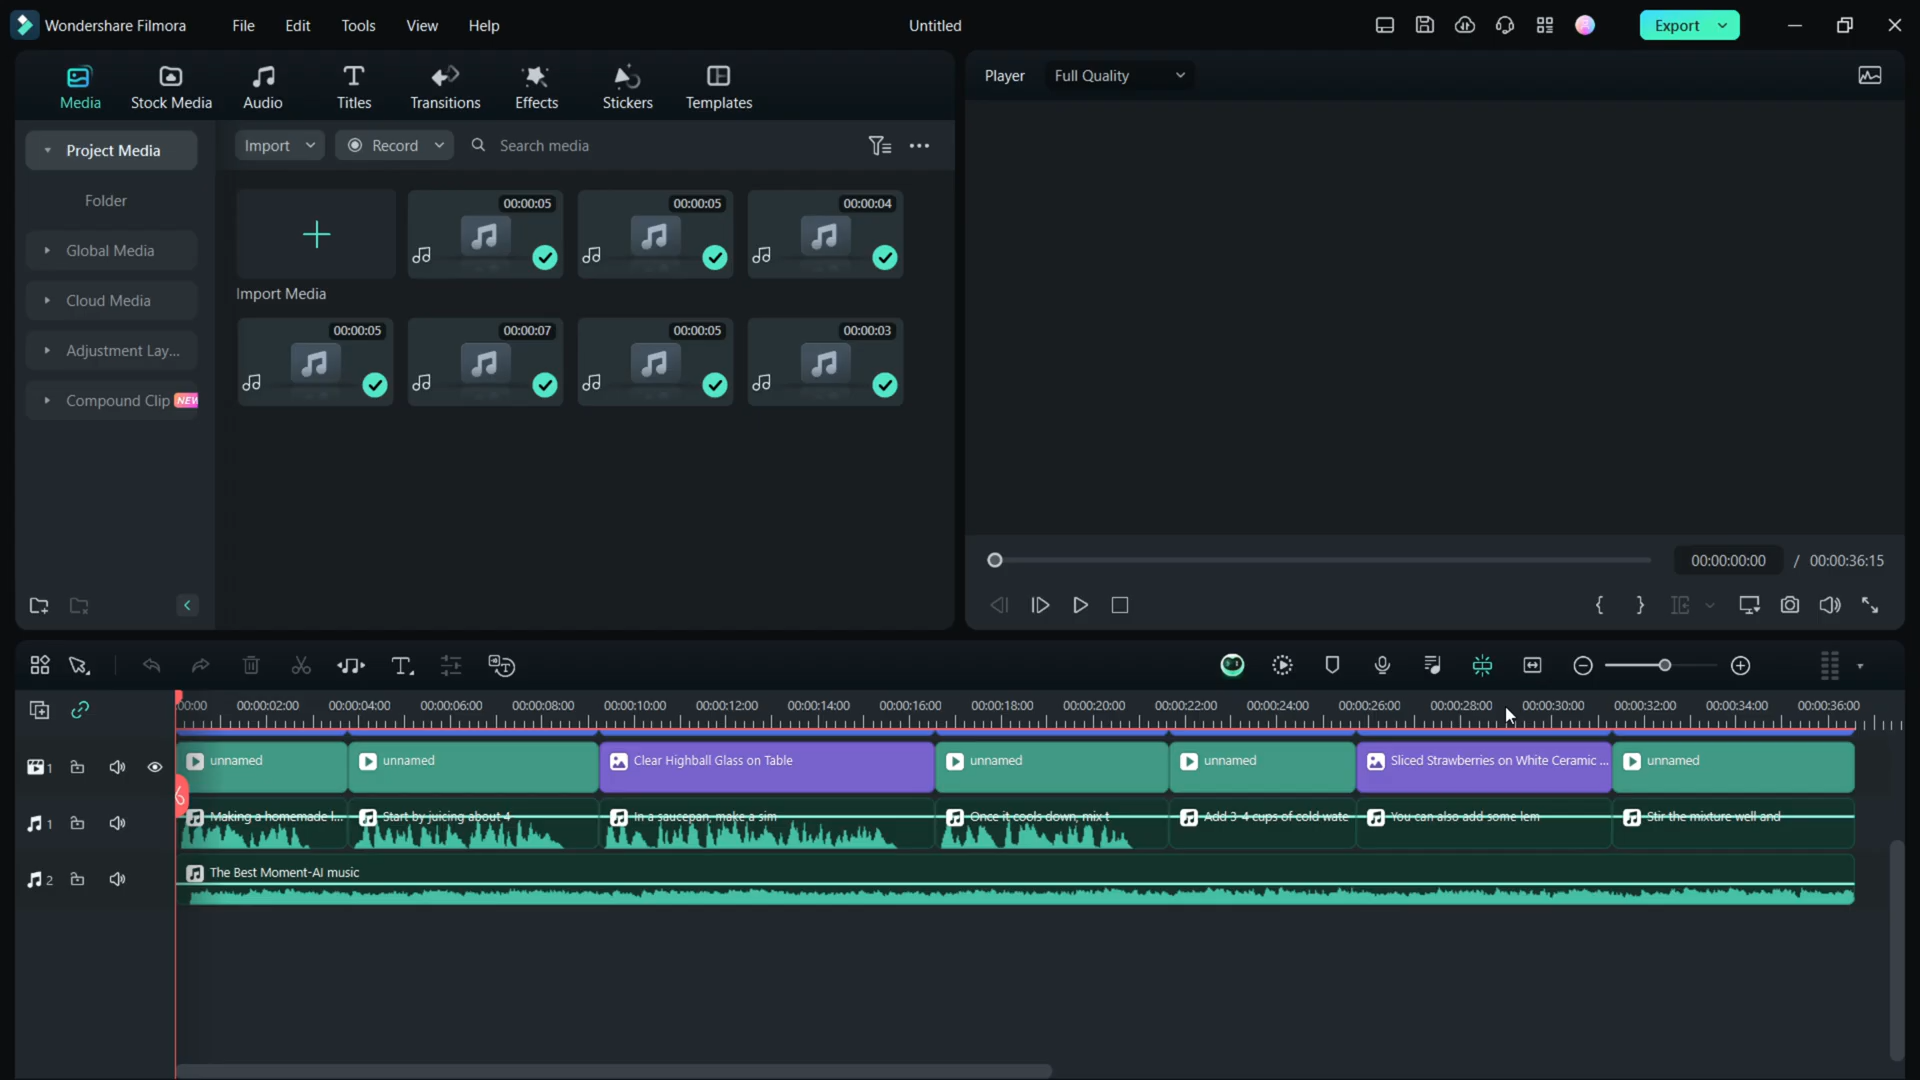 Wondershare Filmora File Edit Tools View Help Untitled Export
Media Stock Media Audio Titles Transitions Effects Stickers Templates
Player Full Quality
Project Media
Folder
Global Media
Cloud Media
Adjustment Lay...
Compound Clip NEW
Import Record Search media
00:00:05 00:00:05 00:00:04
Import Media
00:00:05 00:00:07 00:00:05 00:00:03
00:00:00:00 / 00:00:36:15
:00:00 00:00:02:00 00:00:04:00 00:00:06:00 00:00:08:00 00:00:10:00 00:00:12:00 00:00:14:00 00:00:16:00 00:00:18:00 00:00:20:00 00:00:22:00 00:00:24:00 00:00:26:00 00:00:28:00 00:00:30:00 00:00:32:00 00:00:34:00 00:00:36:00
1 unnamed unnamed Clear Highball Glass on Table unnamed unnamed Sliced Strawberries on White Ceramic ... unnamed
1 Making a homemade l... Start by juicing about 4 In a saucepan, make a sim Once it cools down, mix t Add 3-4 cups of cold wate You can also add some lem Stir the mixture well and
2 The Best Moment-AI music